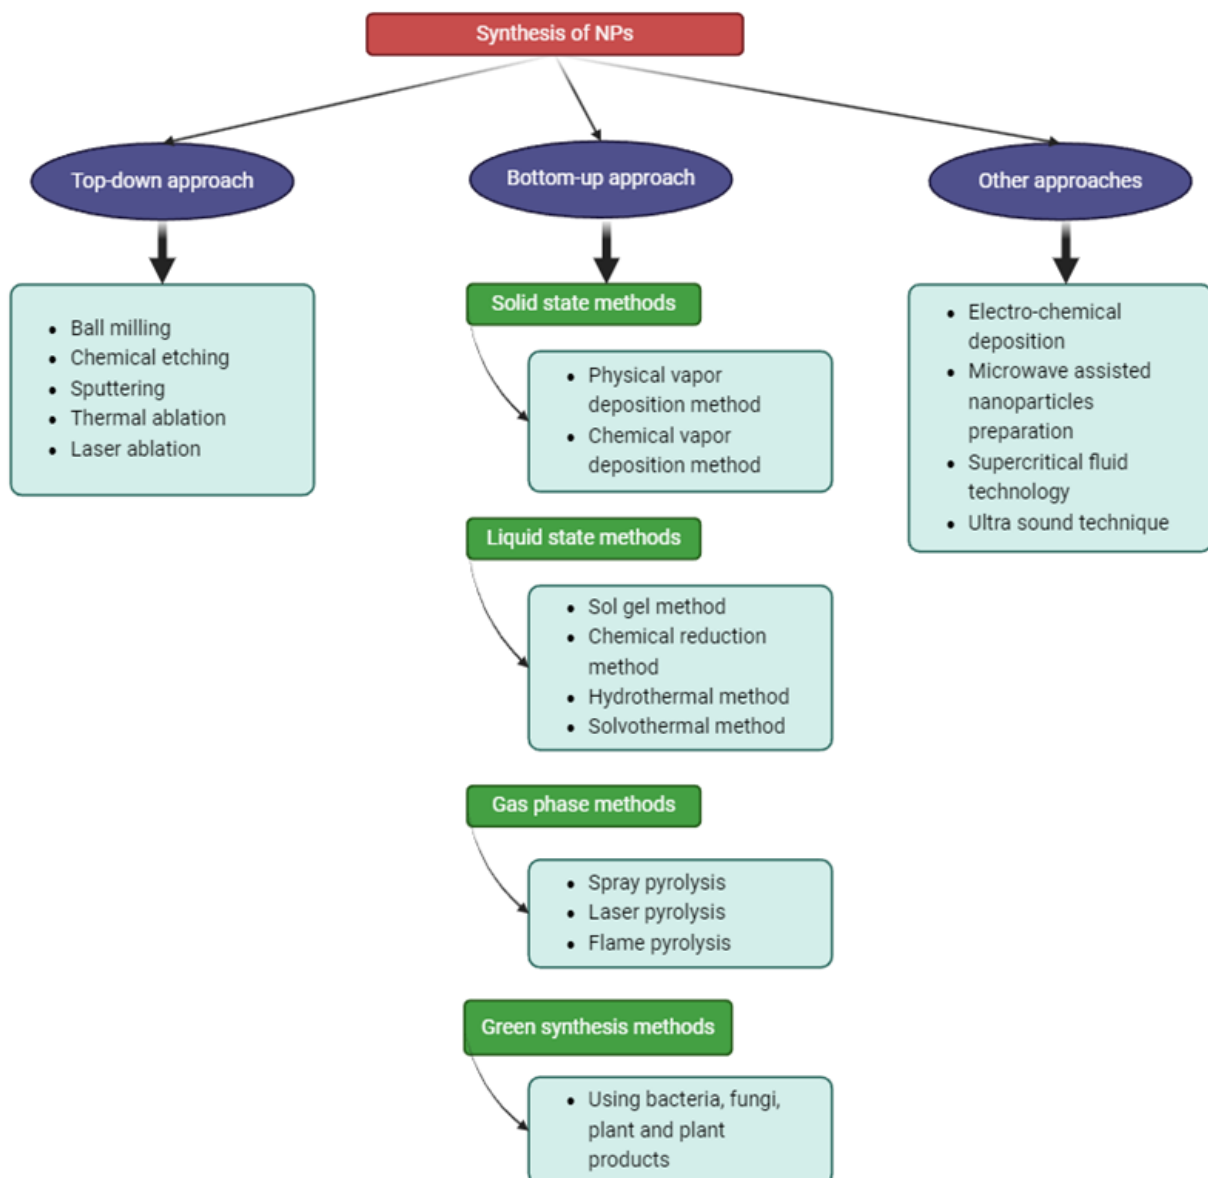 Synthesis of NPs
Top-down approach
Bottom-up approach
Other approaches
• Ball milling
• Chemical etching
• Sputtering
• Thermal ablation
• Laser ablation
Solid state methods
• Physical vapor
deposition method
• Chemical vapor
deposition method
Liquid state methods
• Sol gel method
• Chemical reduction
method
• Hydrothermal method
• Solvothermal method
Gas phase methods
• Spray pyrolysis
• Laser pyrolysis
• Flame pyrolysis
Green synthesis methods
• Using bacteria, fungi,
plant and plant
products
• Electro-chemical
deposition
• Microwave assisted
nanoparticles
preparation
• Supercritical fluid
technology
• Ultra sound technique